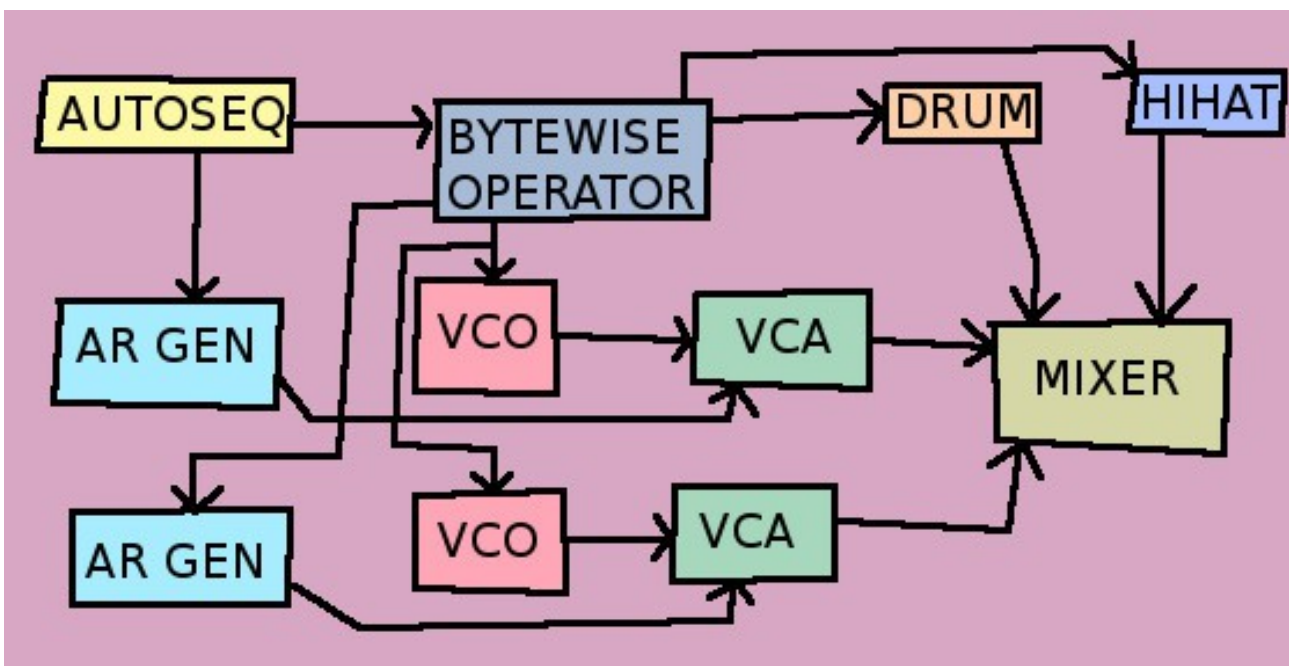 AUTOSEQ
BYTEWISE
OPERATOR
DRUM
HIHAT
AR GEN
VCO
VCA
MIXER
AR GEN
VCO
VCA